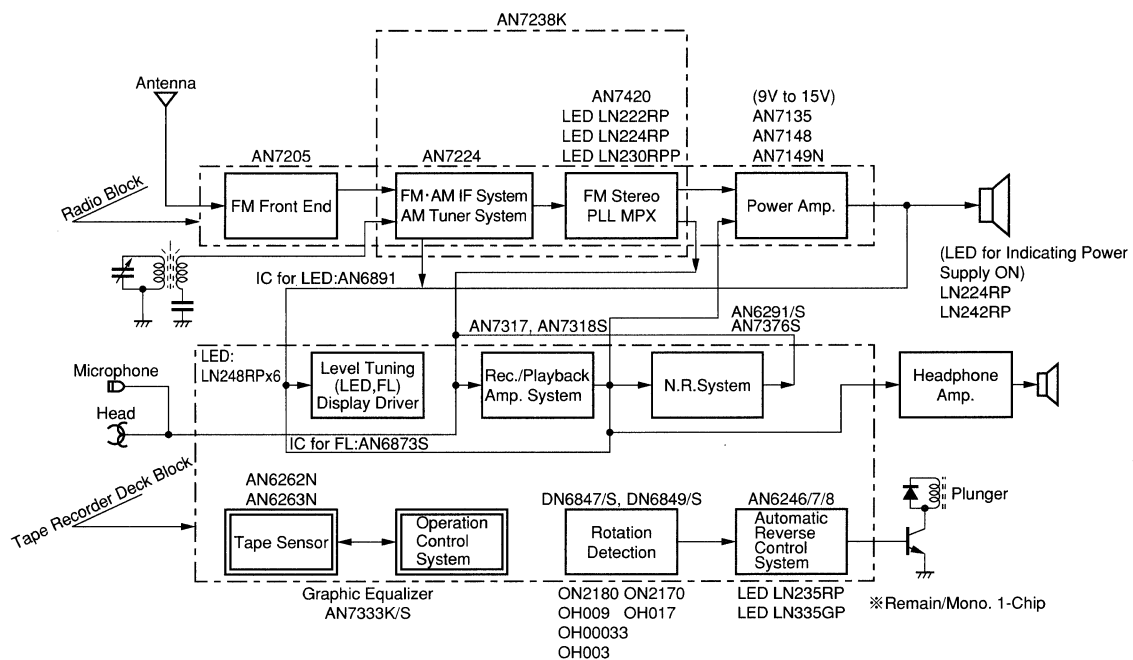 AN7238K
Antenna
AN7420
LED LN222RP
LED LN224RP
LED LN230RPP
(9V to 15V)
AN7135
AN7148
AN7149N
AN7205
AN7224
Radio Block
FM Front End
FM·AM IF System
AM Tuner System
FM Stereo
PLL MPX
Power Amp.
(LED for Indicating Power
Supply ON)
LN224RP
LN242RP
IC for LED:AN6891
AN7317, AN7318S
AN6291/S
AN7376S
LED:
LN248RPx6
Microphone
Head
Level Tuning
(LED,FL)
Display Driver
Rec./Playback
Amp. System
N.R.System
Headphone
Amp.
IC for FL:AN6873S
Tape Recorder Deck Block
AN6262N
AN6263N
DN6847/S, DN6849/S
AN6246/7/8
Plunger
Tape Sensor
Operation
Control
System
Rotation
Detection
Automatic
Reverse
Control
System
Graphic Equalizer
AN7333K/S
ON2180 ON2170
OH009 OH017
OH00033
OH003
LED LN235RP
LED LN335GP
※Remain/Mono. 1-Chip